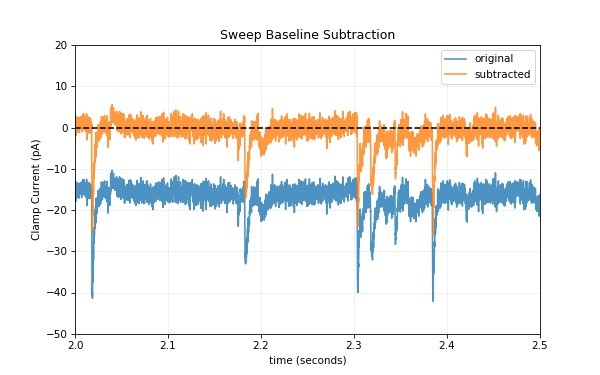 Sweep Baseline Subtraction
original
subtracted
20
10
0
−10
−20
−30
−40
−50
Clamp Current (pA)
2.0 2.1 2.2 2.3 2.4 2.5
time (seconds)